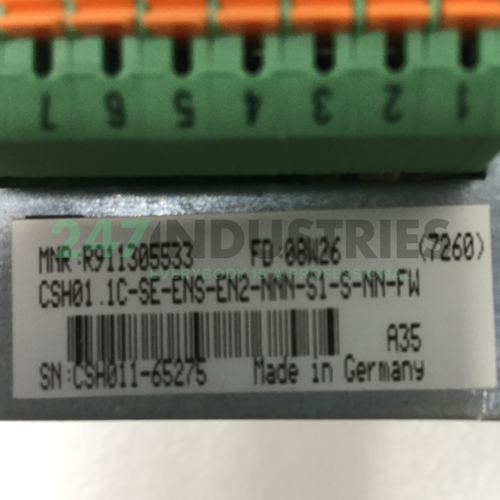 7 6 5 4 3 2 1
247INDUSTRIES
MNR:R911305533 FD:08W26 (7260)
CSH01.1C-SE-ENS-EN2-NNN-S1-S-NN-FW
A35
SN:CSH011-65275 Made in Germany